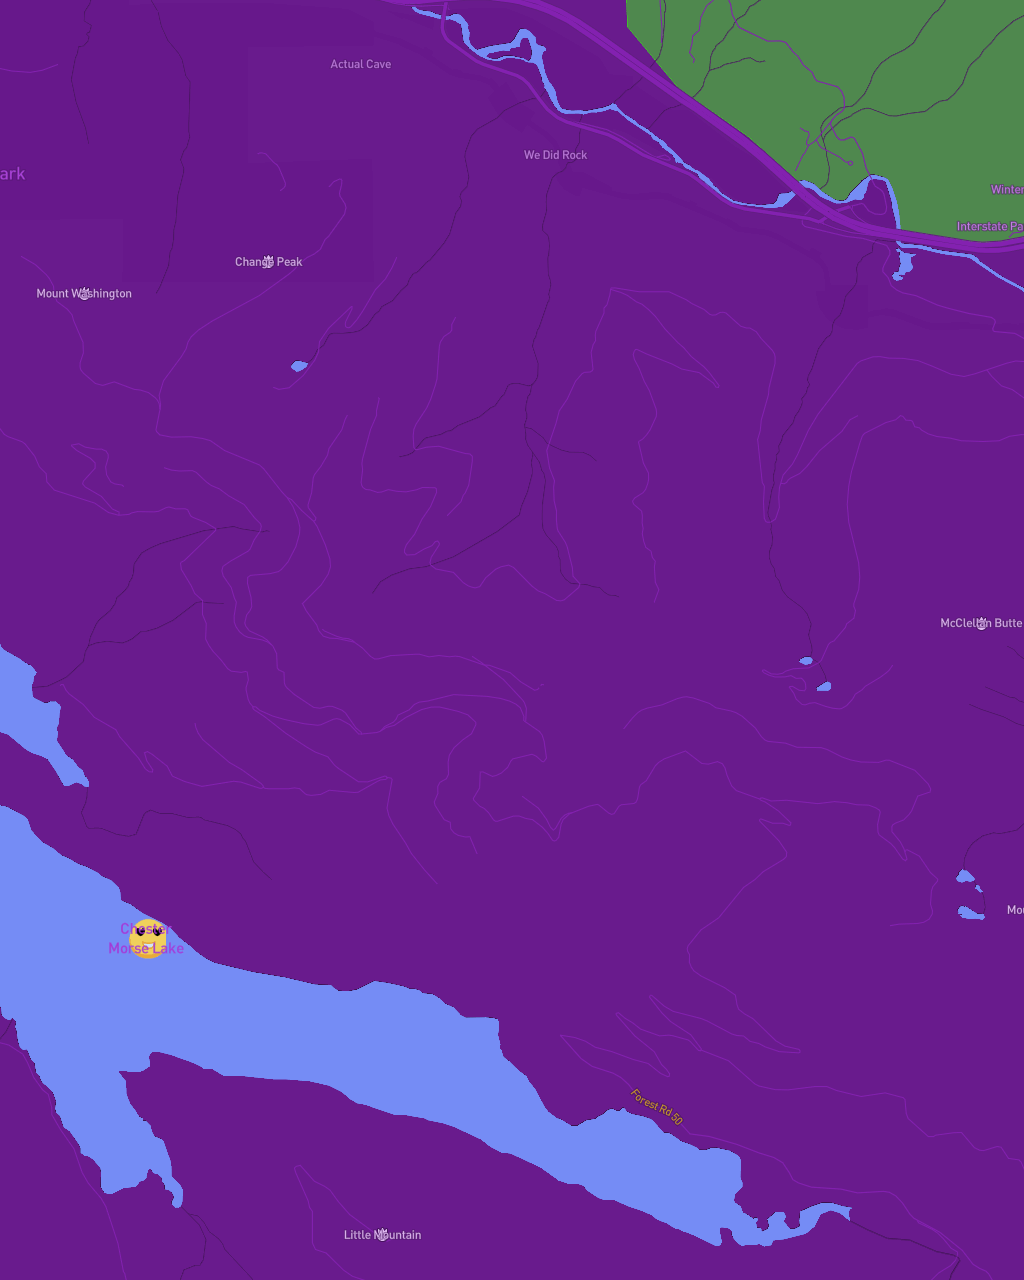 Actual Cave
We Did Rock
ark
Winter
Interstate Pa
Change Peak
Mount Washington
McClellan Butte
Mou
Chester
Morse Lake
Forest Rd 50
Little Mountain